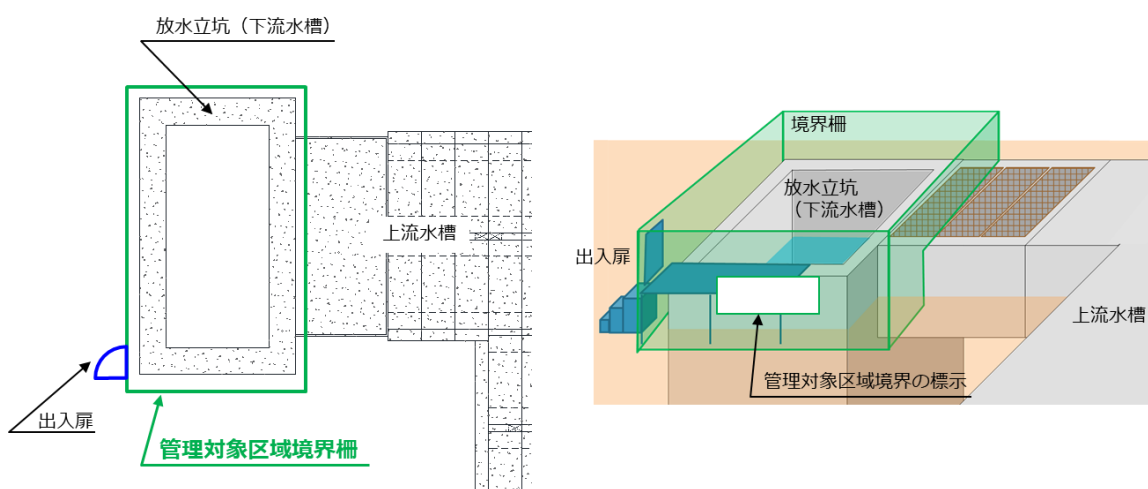 放水立坑（下流水槽）
上流水槽
出入扉
管理対象区域境界柵
境界柵
放水立坑
（下流水槽）
出入扉
上流水槽
管理対象区域境界の標示